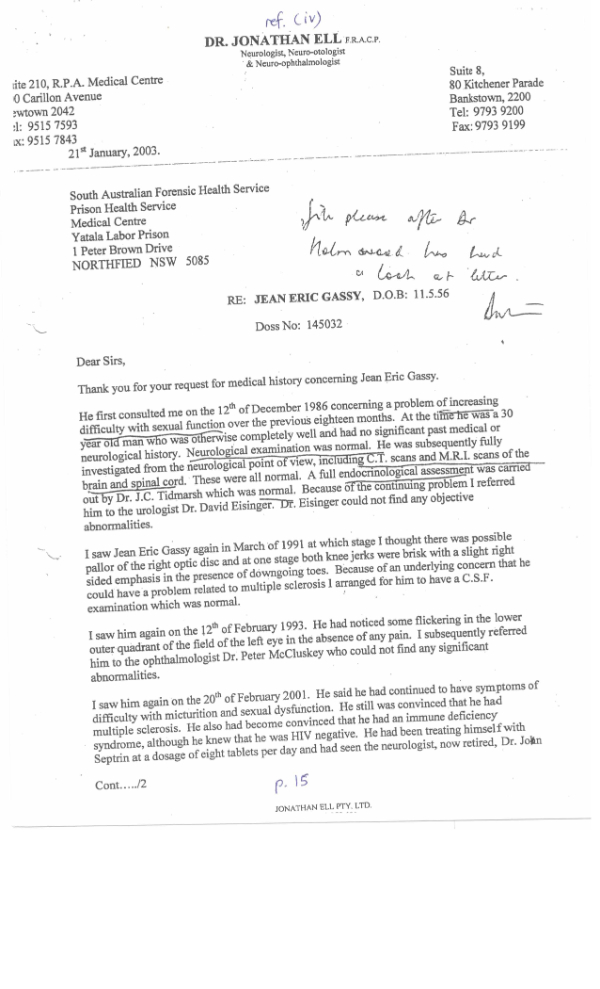 ref. (iv)
DR. JONATHAN ELL F.R.A.C.P.
Neurologist, Neuro-otologist
& Neuro-ophthalmologist
ite 210, R.P.A. Medical Centre
0 Carillon Avenue
ewtown 2042
l: 9515 7593
x: 9515 7843
Suite 8,
80 Kitchener Parade
Bankstown, 2200
Tel: 9793 9200
Fax: 9793 9199
21st January, 2003.
South Australian Forensic Health Service
Prison Health Service
Medical Centre
Yatala Labor Prison
1 Peter Brown Drive
NORTHFIED NSW 5085
please after Dr
has had
a look at letter.
RE: JEAN ERIC GASSY, D.O.B: 11.5.56
Doss No: 145032
Dear Sirs,
Thank you for your request for medical history concerning Jean Eric Gassy.
He first consulted me on the 12th of December 1986 concerning a problem of increasing
difficulty with sexual function over the previous eighteen months. At the time he was a 30
year old man who was otherwise completely well and had no significant past medical or
neurological history. Neurological examination was normal. He was subsequently fully
investigated from the neurological point of view, including C.T. scans and M.R.I. scans of the
brain and spinal cord. These were all normal. A full endocrinological assessment was carried
out by Dr. J.C. Tidmarsh which was normal. Because of the continuing problem I referred
him to the urologist Dr. David Eisinger. Dr. Eisinger could not find any objective
abnormalities.
I saw Jean Eric Gassy again in March of 1991 at which stage I thought there was possible
pallor of the right optic disc and at one stage both knee jerks were brisk with a slight right
sided emphasis in the presence of downgoing toes. Because of an underlying concern that he
could have a problem related to multiple sclerosis I arranged for him to have a C.S.F.
examination which was normal.
I saw him again on the 12th of February 1993. He had noticed some flickering in the lower
outer quadrant of the field of the left eye in the absence of any pain. I subsequently referred
him to the ophthalmologist Dr. Peter McCluskey who could not find any significant
abnormalities.
I saw him again on the 20th of February 2001. He said he had continued to have symptoms of
difficulty with micturition and sexual dysfunction. He still was convinced that he had
multiple sclerosis. He also had become convinced that he had an immune deficiency
syndrome, although he knew that he was HIV negative. He had been treating himself with
Septrin at a dosage of eight tablets per day and had seen the neurologist, now retired, Dr. John
Cont...../2
p. 15
JONATHAN ELL PTY. LTD.